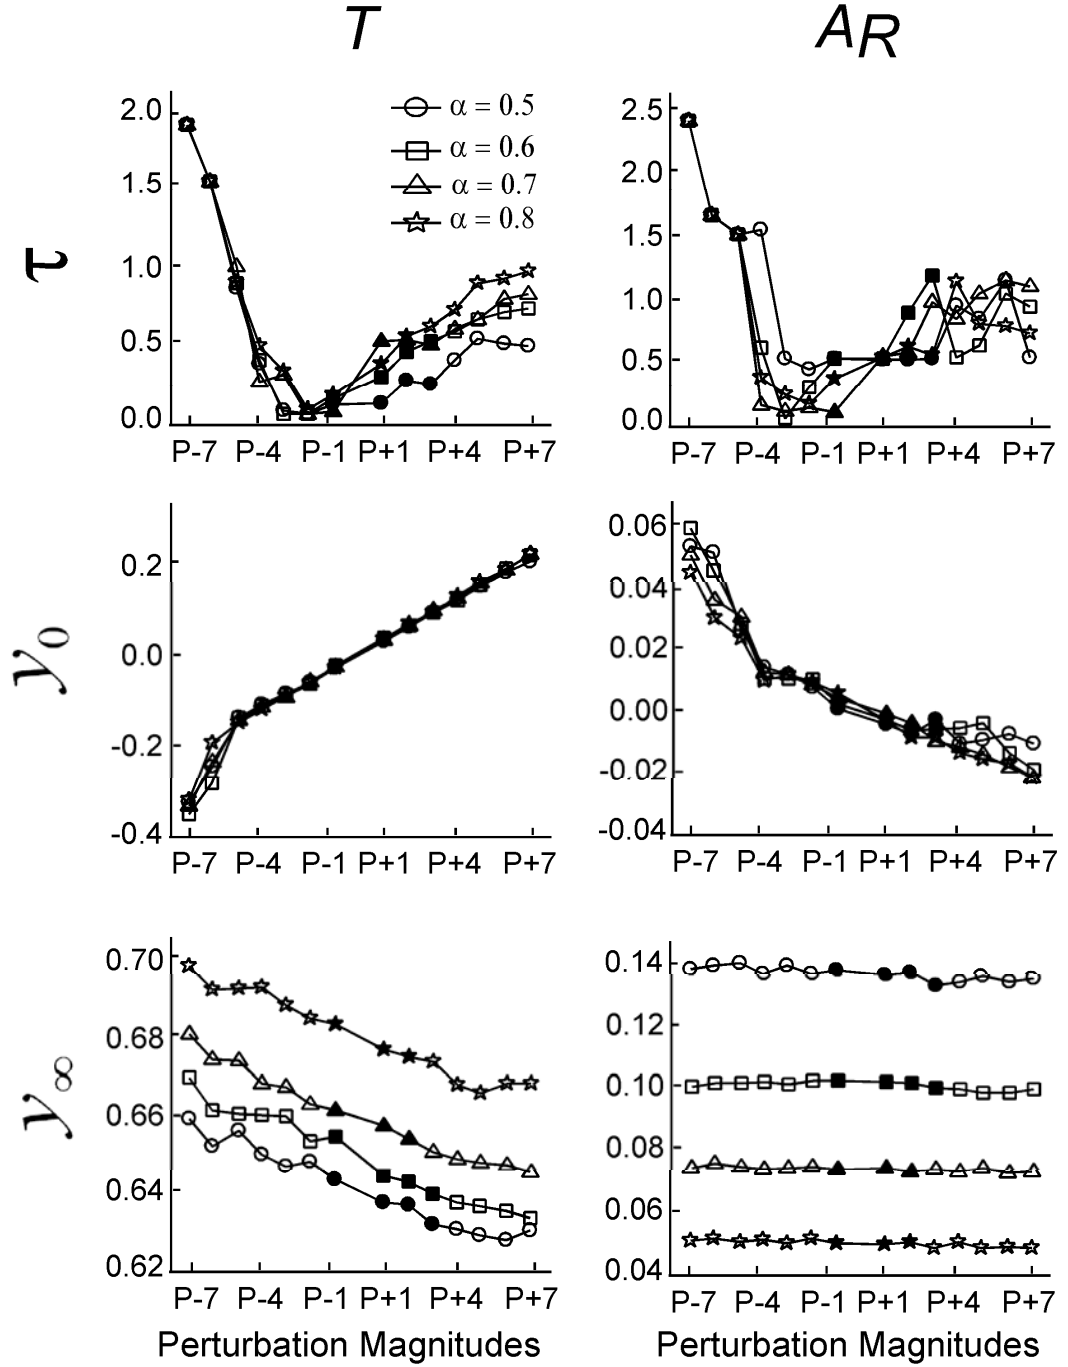 T
A_R
τ
2.0
1.5
1.0
0.5
0.0
α = 0.5
α = 0.6
α = 0.7
α = 0.8
P-7 P-4 P-1 P+1 P+4 P+7
2.5
2.0
1.5
1.0
0.5
0.0
P-7 P-4 P-1 P+1 P+4 P+7
y_0
0.2
0.0
-0.2
-0.4
P-7 P-4 P-1 P+1 P+4 P+7
0.06
0.04
0.02
0.00
-0.02
-0.04
P-7 P-4 P-1 P+1 P+4 P+7
y_∞
0.70
0.68
0.66
0.64
0.62
P-7 P-4 P-1 P+1 P+4 P+7
Perturbation Magnitudes
0.14
0.12
0.10
0.08
0.06
0.04
P-7 P-4 P-1 P+1 P+4 P+7
Perturbation Magnitudes